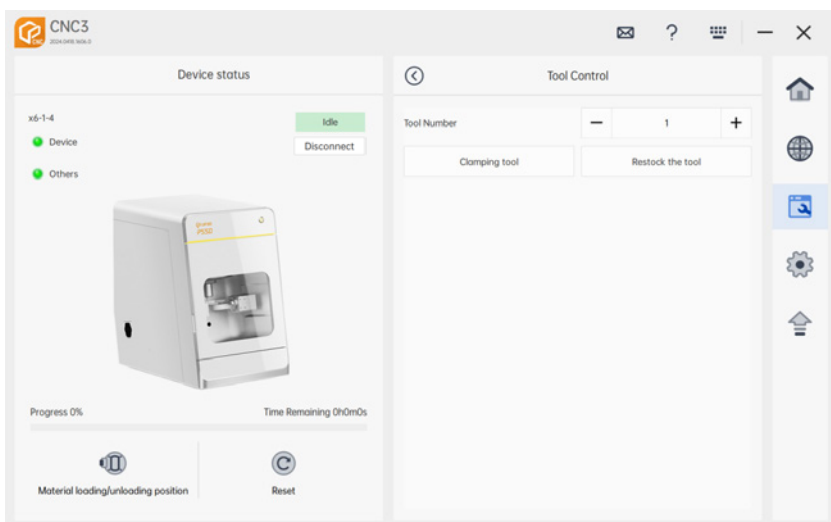 CNC3
Device status
Tool Control
x6-1-4
Idle
Device
Disconnect
Others
Tool Number
1
Clamping tool
Restock the tool
Progress 0%
Time Remaining 0h0m0s
Material loading/unloading position
Reset